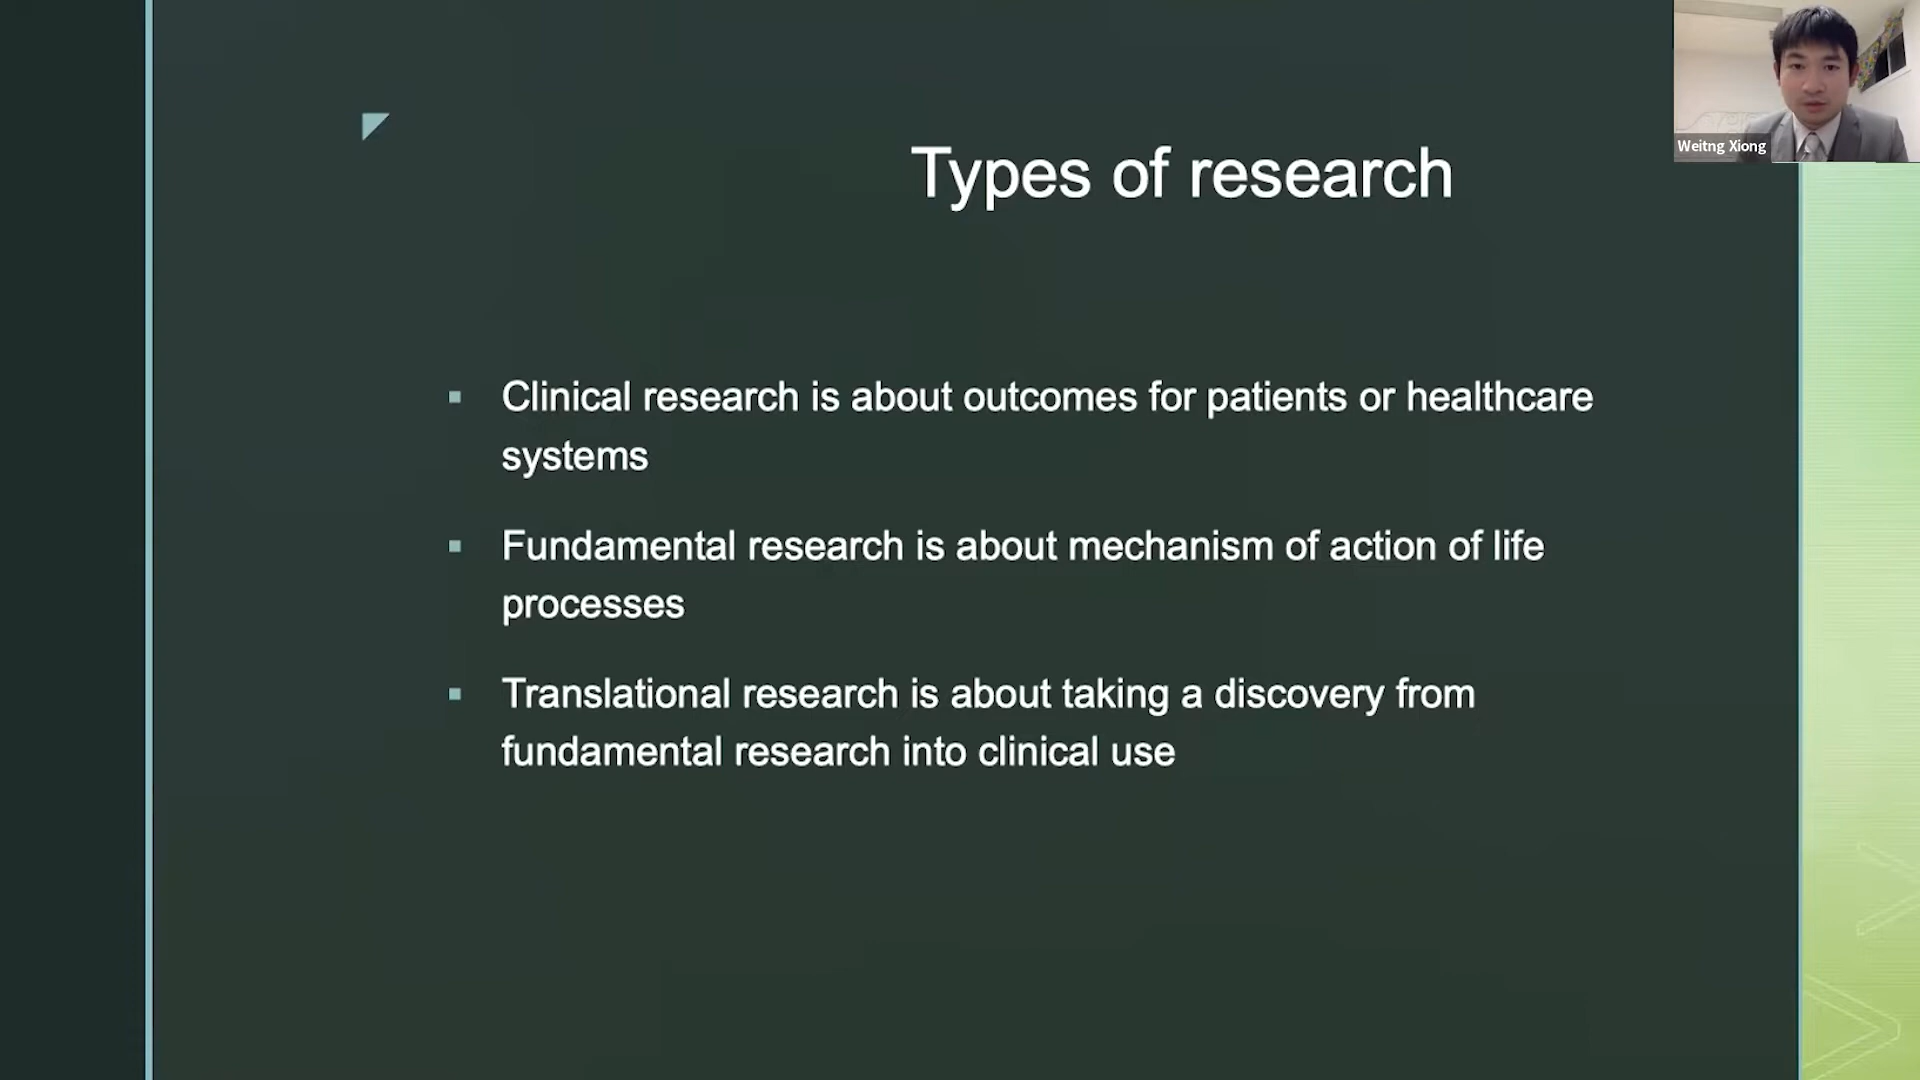 Types of research
Weitng Xiong
Clinical research is about outcomes for patients or healthcare
systems
Fundamental research is about mechanism of action of life
processes
Translational research is about taking a discovery from
fundamental research into clinical use